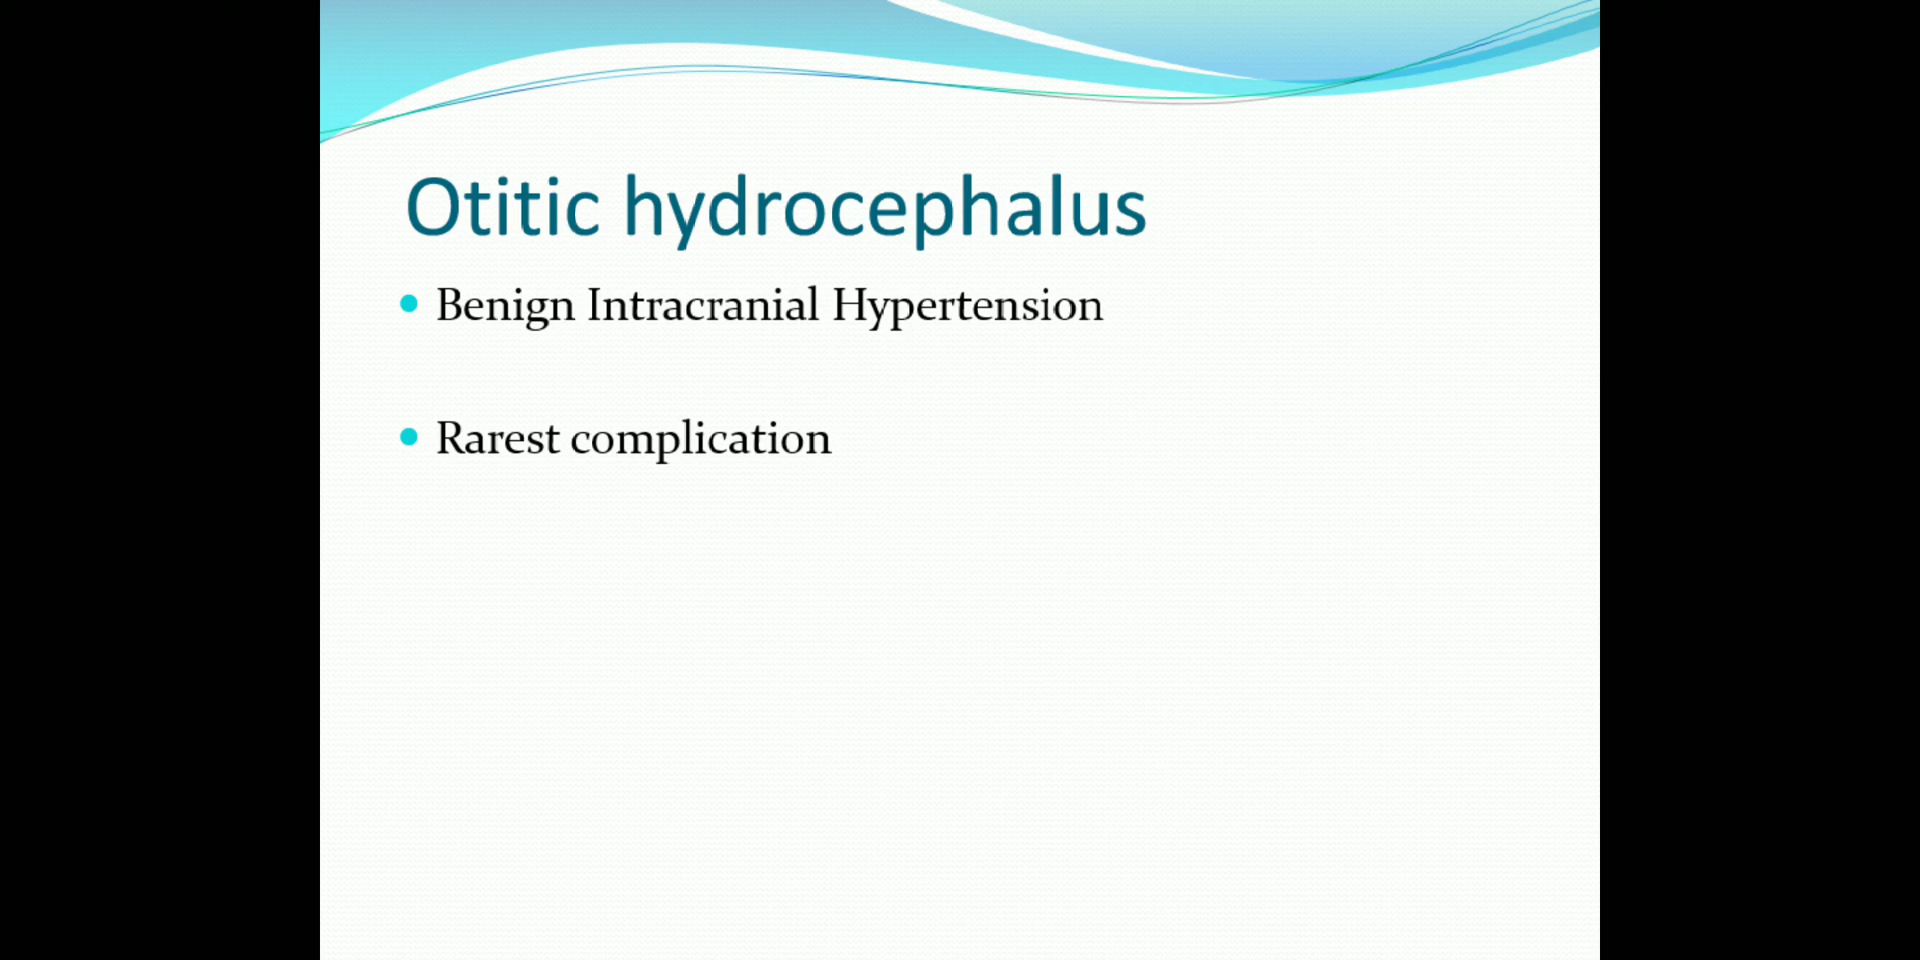 Otitic hydrocephalus
Benign Intracranial Hypertension
Rarest complication